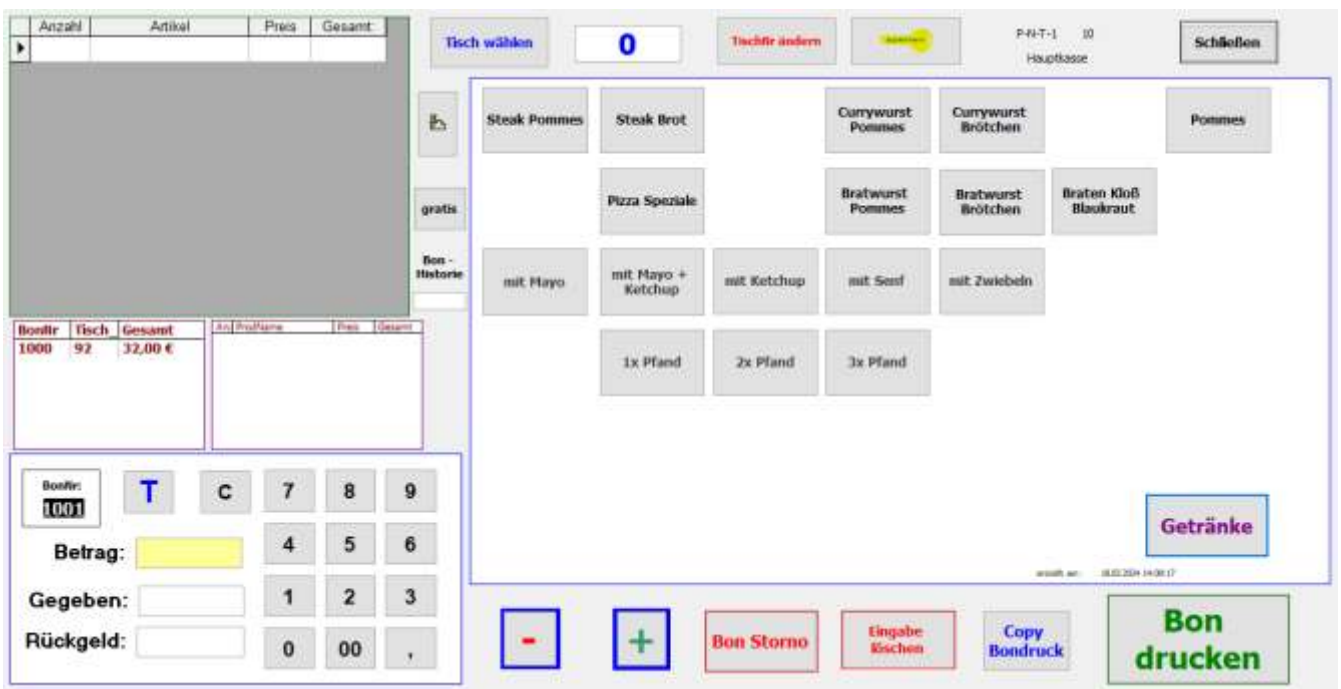 Anzahl Artikel Preis Gesamt:
Tisch wählen
0
Tischnr ändern
P-N-T-1 10
Hauptkasse
Schließen
gratis
Bon -
Historie
Steak Pommes
Steak Brot
Currywurst
Pommes
Currywurst
Brötchen
Pommes
Pizza Speziale
Bratwurst
Pommes
Bratwurst
Brötchen
Braten Kloß
Blaukraut
mit Mayo
mit Mayo +
Ketchup
mit Ketchup
mit Senf
mit Zwiebeln
1x Pfand
2x Pfand
3x Pfand
Getränke
BonNr Tisch_ Gesamt
1000 92 32,00 €
An ProdName Preis Gesamt
BonNr:
1001
T
C
7 8 9
4 5 6
1 2 3
0 00 ,
Betrag:
Gegeben:
Rückgeld:
-
+
Bon Storno
Eingabe
löschen
Copy
Bondruck
Bon
drucken